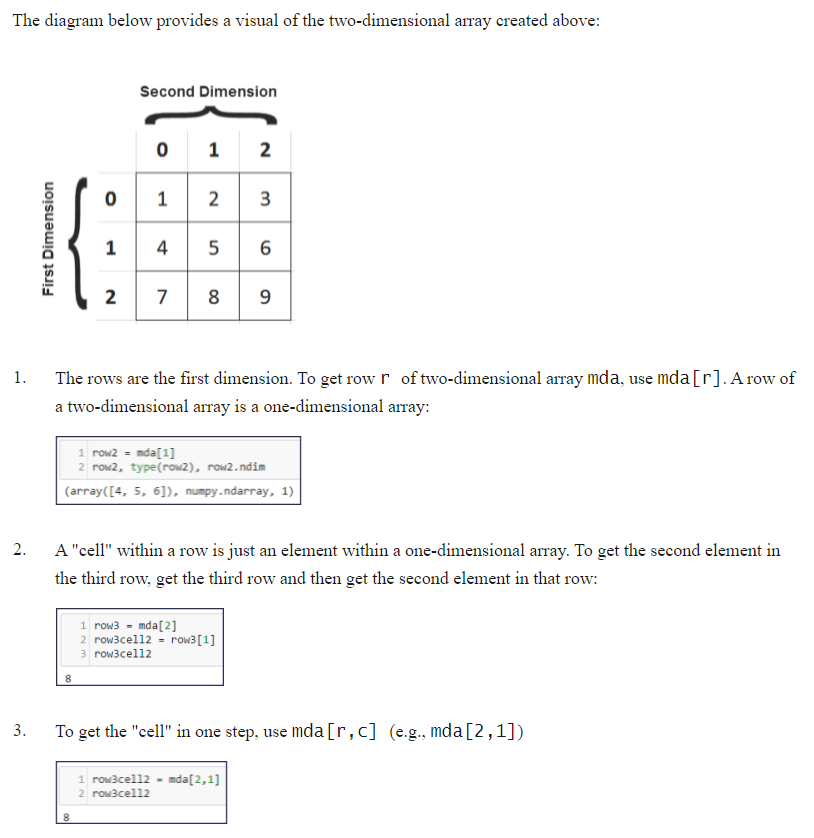 The diagram below provides a visual of the two-dimensional array created above:
Second Dimension
0 1 2
First Dimension
0 1 2 3
1 4 5 6
2 7 8 9
1. The rows are the first dimension. To get row r of two-dimensional array mda, use mda[r]. A row of
a two-dimensional array is a one-dimensional array:
1 row2 = mda[1]
2 row2, type(row2), row2.ndim
(array([4, 5, 6]), numpy.ndarray, 1)
2. A "cell" within a row is just an element within a one-dimensional array. To get the second element in
the third row, get the third row and then get the second element in that row:
1 row3 = mda[2]
2 row3cell2 = row3[1]
3 row3cell2
8
3. To get the "cell" in one step, use mda[r,c] (e.g., mda[2,1])
1 row3cell2 = mda[2,1]
2 row3cell2
8